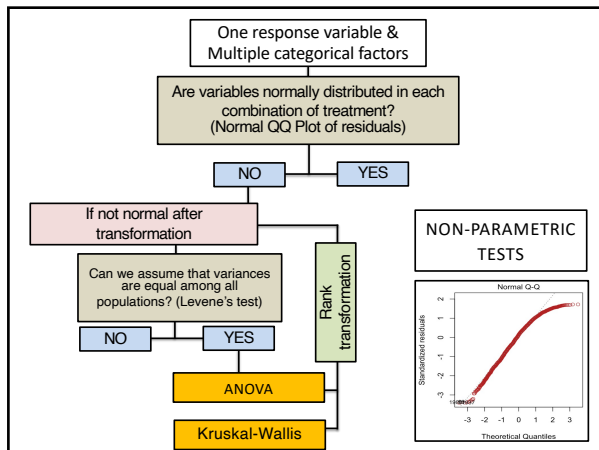 One response variable &
Multiple categorical factors
Are variables normally distributed in each
combination of treatment?
(Normal QQ Plot of residuals)
NO
YES
If not normal after
transformation
Can we assume that variances
are equal among all
populations? (Levene's test)
NO
YES
Rank
transformation
ANOVA
Kruskal-Wallis
NON-PARAMETRIC
TESTS
Normal Q-Q
Standardized residuals
2
1
0
-1
-2
-3
-3 -2 -1 0 1 2 3
Theoretical Quantiles